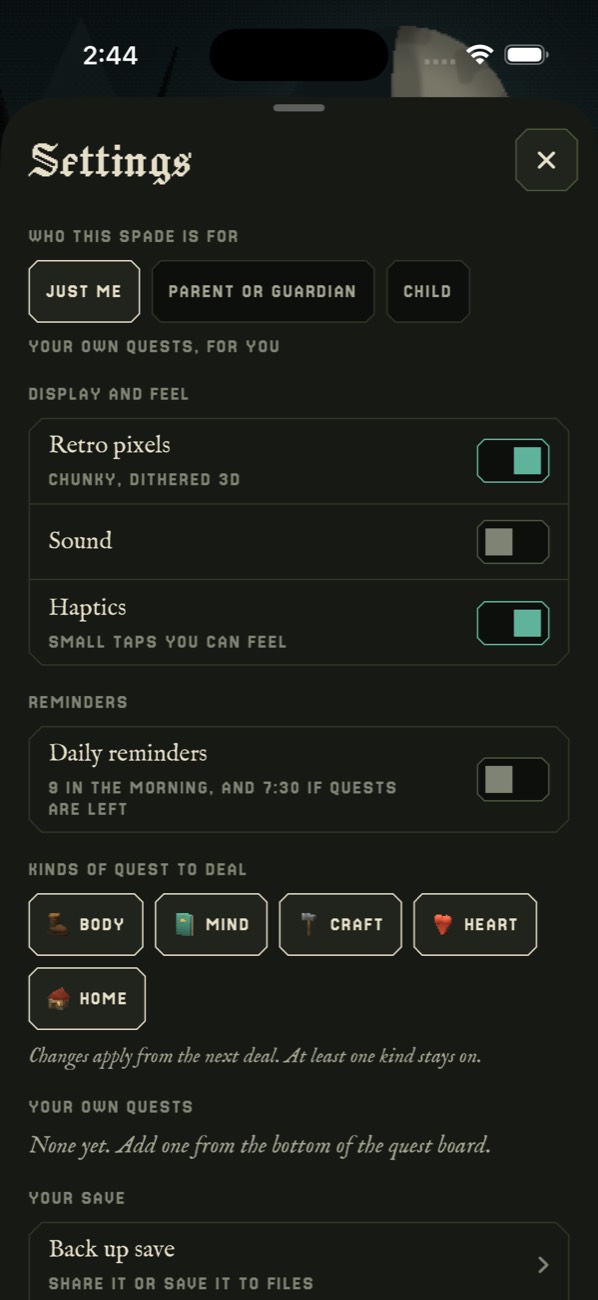 2:44
Settings
WHO THIS SPADE IS FOR
JUST ME
PARENT OR GUARDIAN
CHILD
YOUR OWN QUESTS, FOR YOU
DISPLAY AND FEEL
Retro pixels
CHUNKY, DITHERED 3D
Sound
Haptics
SMALL TAPS YOU CAN FEEL
REMINDERS
Daily reminders
9 IN THE MORNING, AND 7:30 IF QUESTS
ARE LEFT
KINDS OF QUEST TO DEAL
BODY
MIND
CRAFT
HEART
HOME
Changes apply from the next deal. At least one kind stays on.
YOUR OWN QUESTS
None yet. Add one from the bottom of the quest board.
YOUR SAVE
Back up save
SHARE IT OR SAVE IT TO FILES